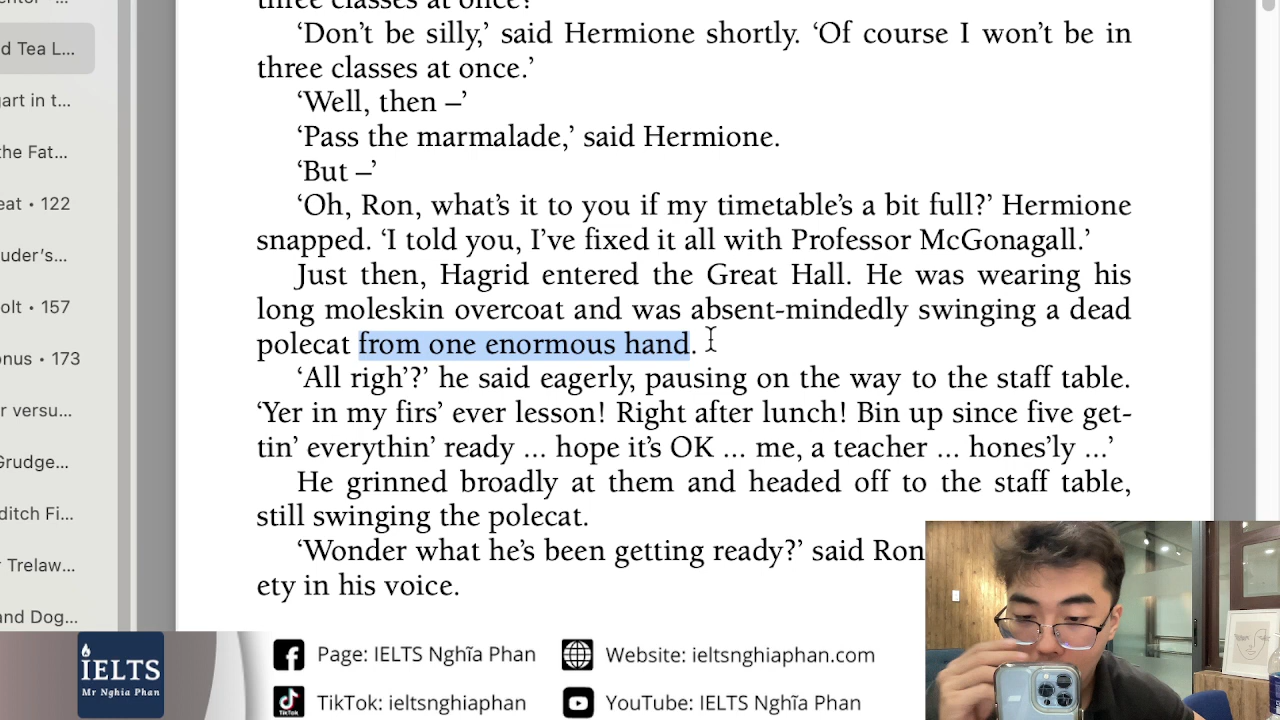 three classes at once?
'Don't be silly,' said Hermione shortly. 'Of course I won't be in
three classes at once.'
'Well, then –'
'Pass the marmalade,' said Hermione.
'But –'
'Oh, Ron, what's it to you if my timetable's a bit full?' Hermione
snapped. 'I told you, I've fixed it all with Professor McGonagall.'
Just then, Hagrid entered the Great Hall. He was wearing his
long moleskin overcoat and was absent-mindedly swinging a dead
polecat from one enormous hand.
'All righ'?' he said eagerly, pausing on the way to the staff table.
'Yer in my firs' ever lesson! Right after lunch! Bin up since five get-
tin' everythin' ready ... hope it's OK ... me, a teacher ... hones'ly ...'
He grinned broadly at them and headed off to the staff table,
still swinging the polecat.
'Wonder what he's been getting ready?' said Ron
ety in his voice.
d Tea L...
gart in t...
the Fat...
eat • 122
uder's...
olt • 157
onus • 173
r versu...
Grudge...
ditch Fi...
r Trelaw...
and Dog...
IELTS
Mr Nghia Phan
Page: IELTS Nghĩa Phan
Website: ieltsnghiaphan.com
TikTok
TikTok: ieltsnghiaphan
YouTube: IELTS Nghĩa Phan